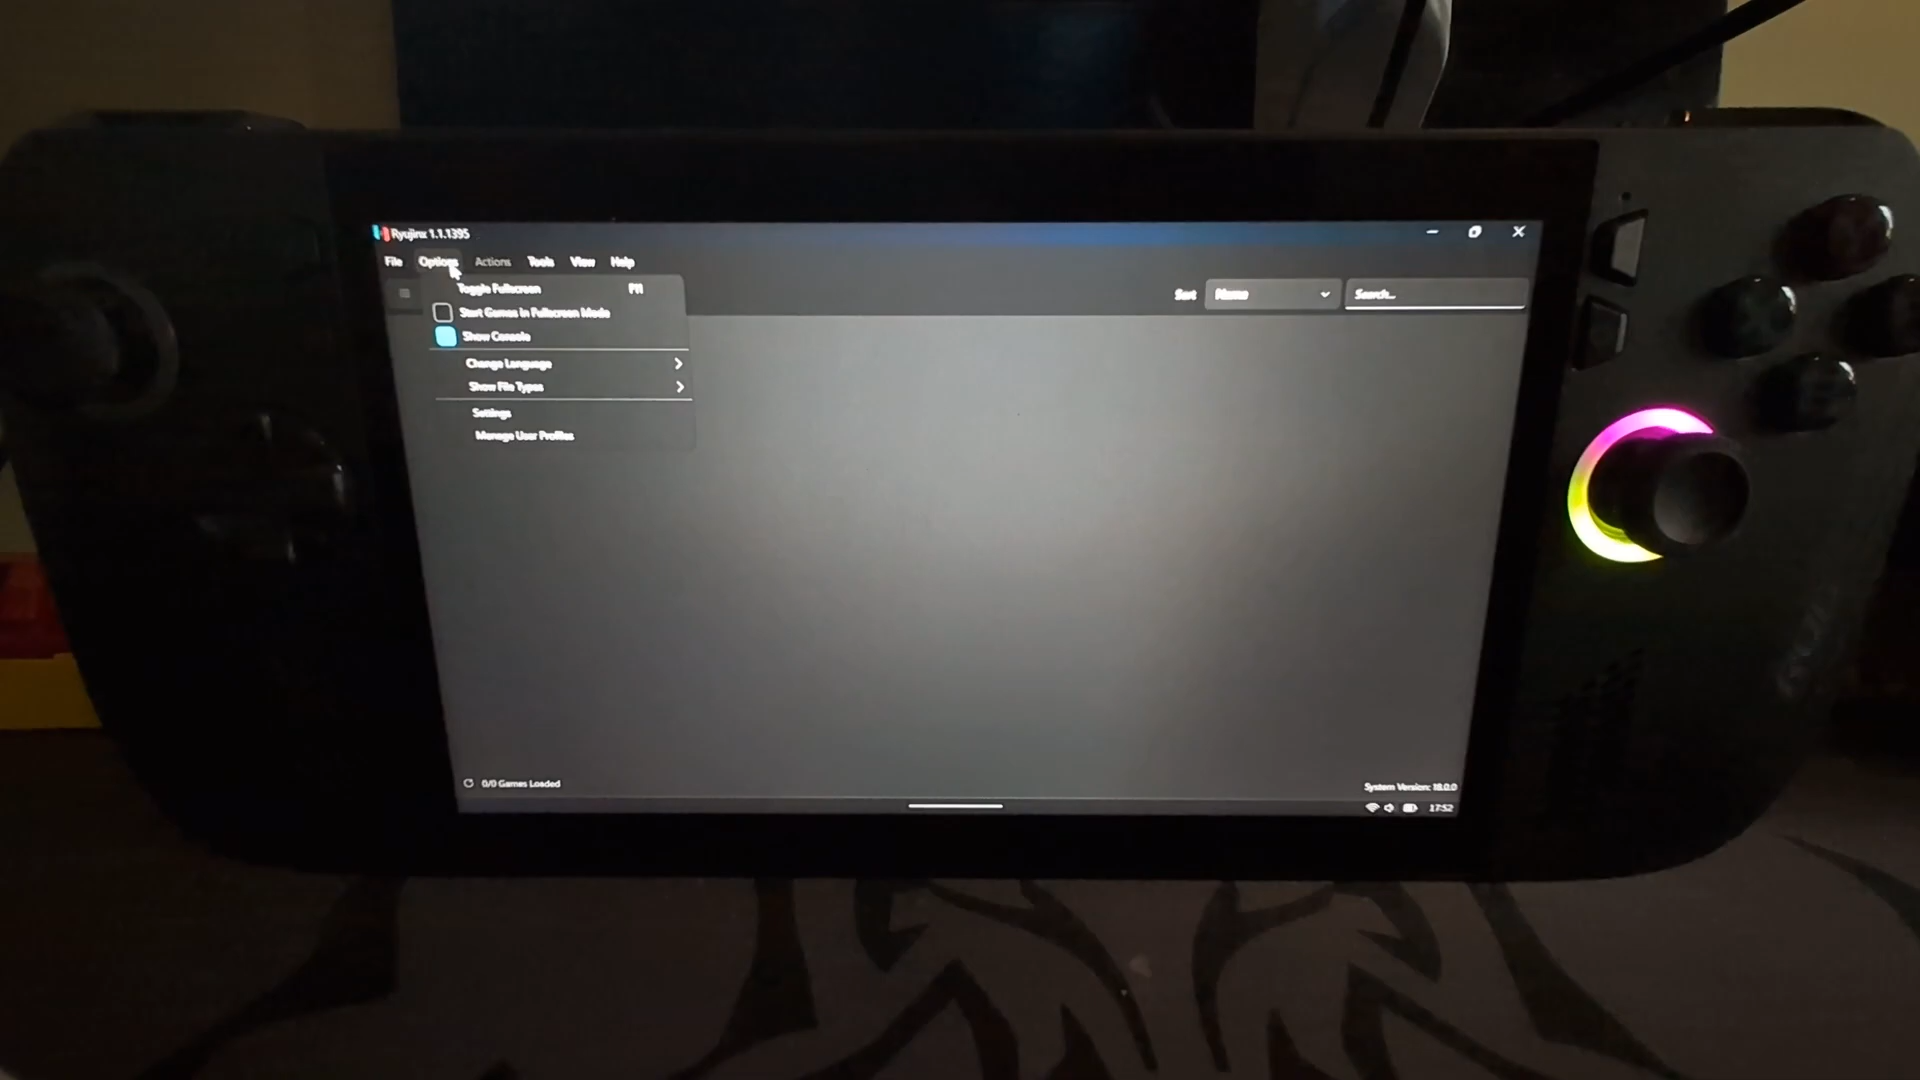 Ryujinx 1.1.1395
File Options Actions Tools View Help
Toggle Fullscreen F11
Start Games in Fullscreen Mode
Show Console
Change Language
Show File Types
Settings
Manage User Profiles
Sort Name Search...
0/0 Games Loaded
System Version: 18.0.0
17:52